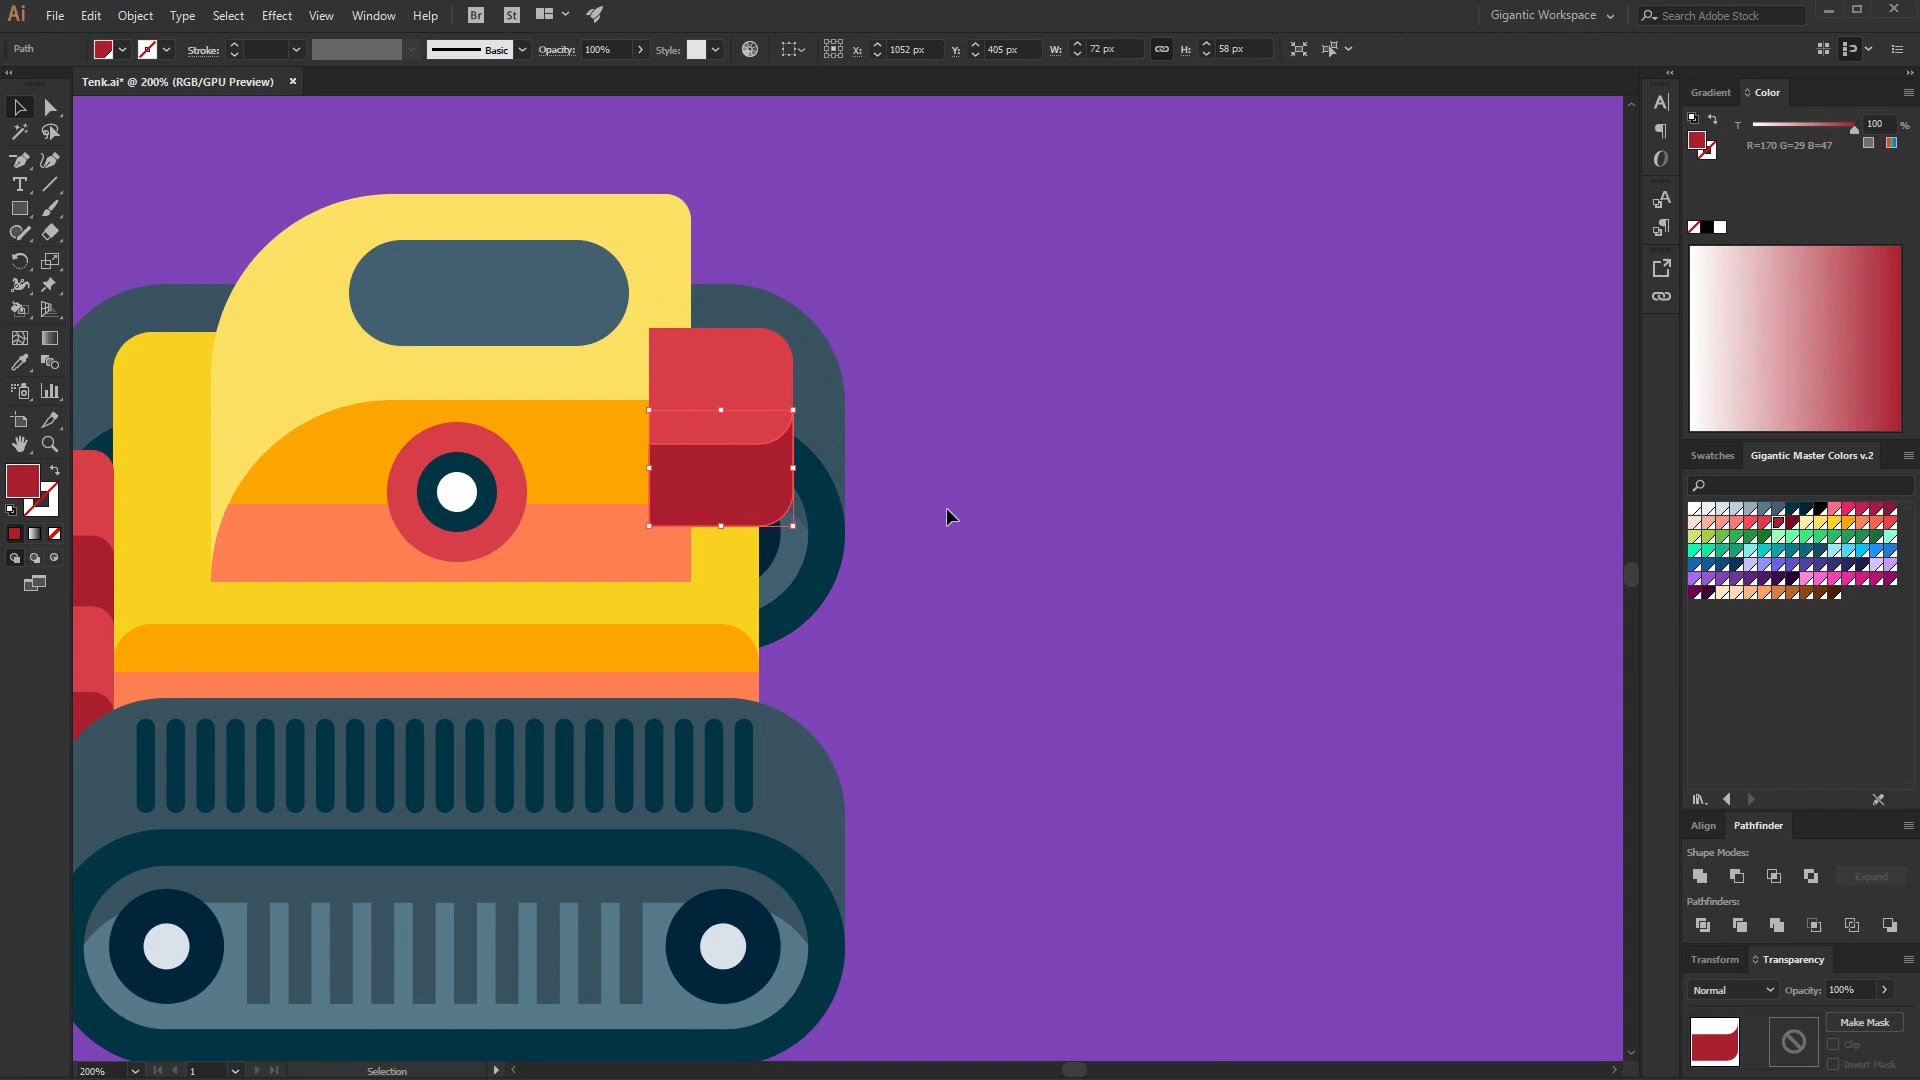 Ai File Edit Object Type Select Effect View Window Help Br St Gigantic Workspace Search Adobe Stock
Path Stroke: Basic Opacity: 100% Style: X: 1052 px Y: 405 px W: 72 px H: 58 px
Tenk.ai* @ 200% (RGB/GPU Preview)
Gradient Color
T 100 %
R=170 G=29 B=47
Swatches Gigantic Master Colors v.2
Align Pathfinder
Shape Modes:
Expand
Pathfinders:
Transform Transparency
Normal Opacity: 100%
Make Mask
Clip
Invert Mask
200% 1 Selection